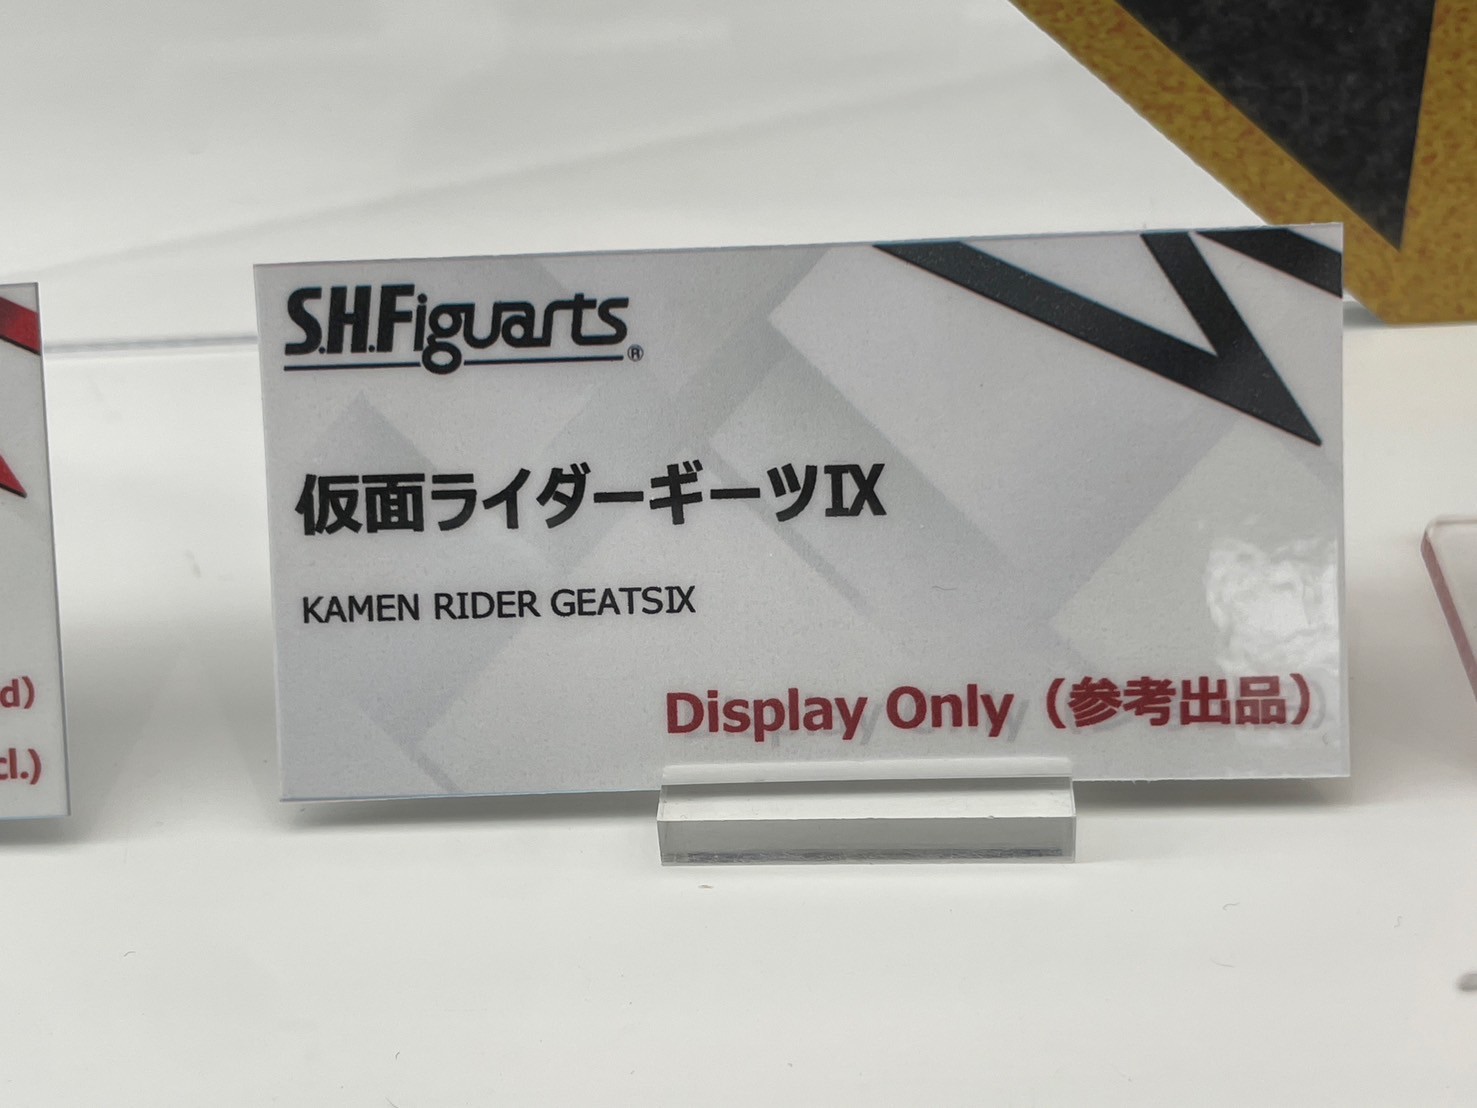 S.H.Figuarts®
仮面ライダーギーツIX
KAMEN RIDER GEATSIX
Display Only（参考出品）
d)
cl.)